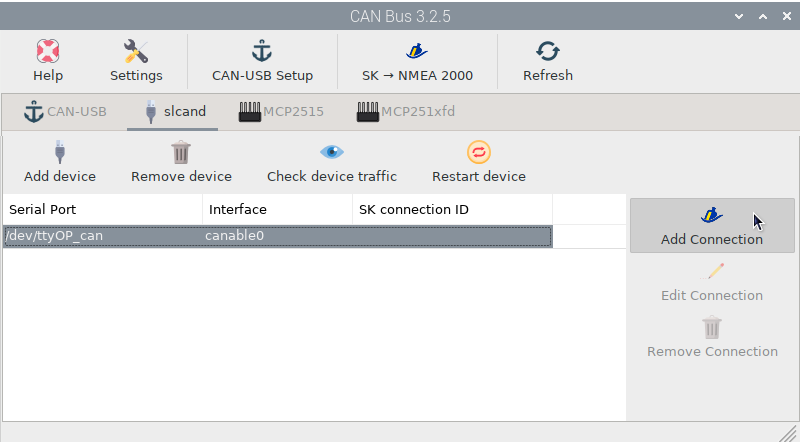 CAN Bus 3.2.5
Help Settings CAN-USB Setup SK → NMEA 2000 Refresh
CAN-USB slcand MCP2515 MCP251xfd
Add device Remove device Check device traffic Restart device
Serial Port Interface SK connection ID
/dev/ttyOP_can canable0
Add Connection
Edit Connection
Remove Connection